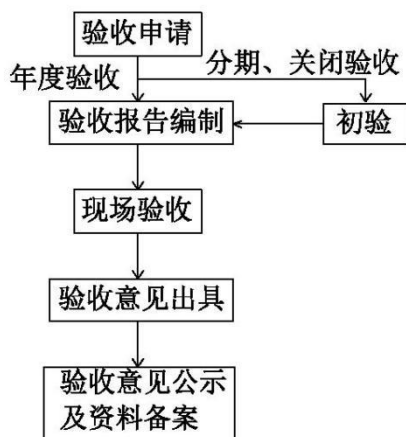 验收申请
年度验收
分期、关闭验收
验收报告编制
初验
现场验收
验收意见出具
验收意见公示
及资料备案